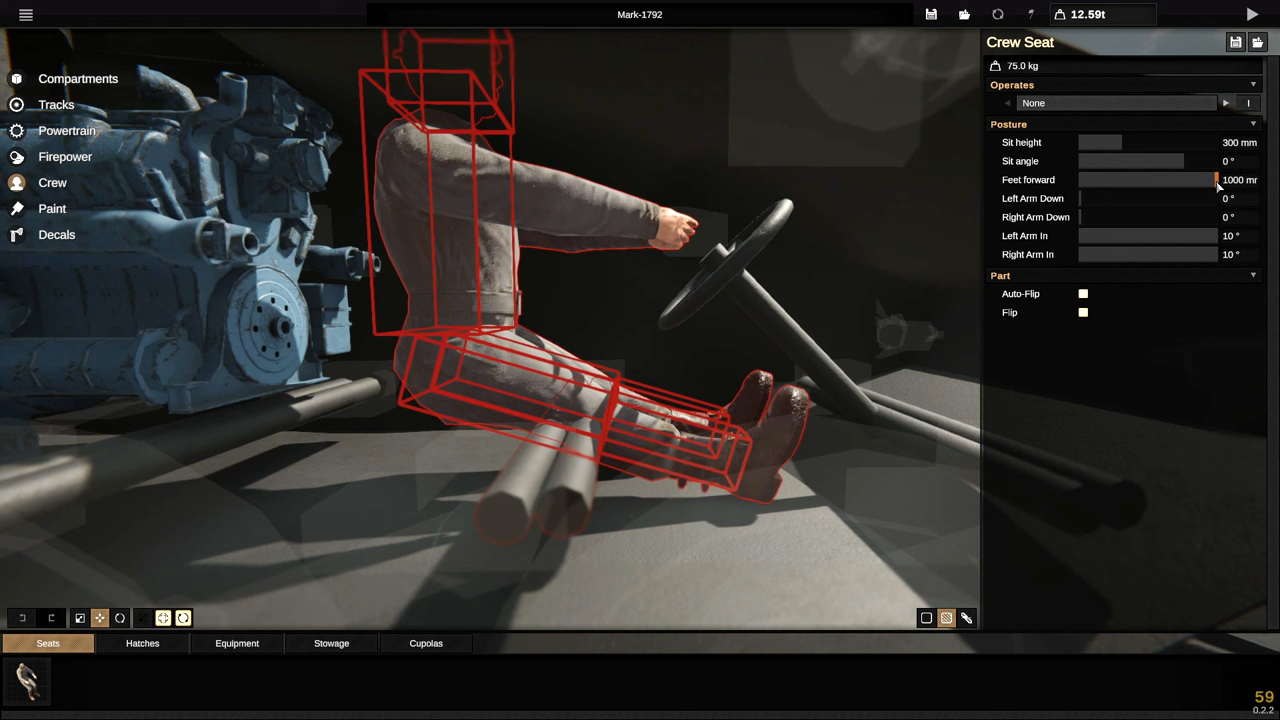 Mark-1792
12.59t
Compartments
Tracks
Powertrain
Firepower
Crew
Paint
Decals
Crew Seat
75.0 kg
Operates
None
I
Posture
Sit height 300 mm
Sit angle 0 °
Feet forward 1000 mr
Left Arm Down 0 °
Right Arm Down 0 °
Left Arm In 10 °
Right Arm In 10 °
Part
Auto-Flip
Flip
Seats Hatches Equipment Stowage Cupolas
59
0.2.2